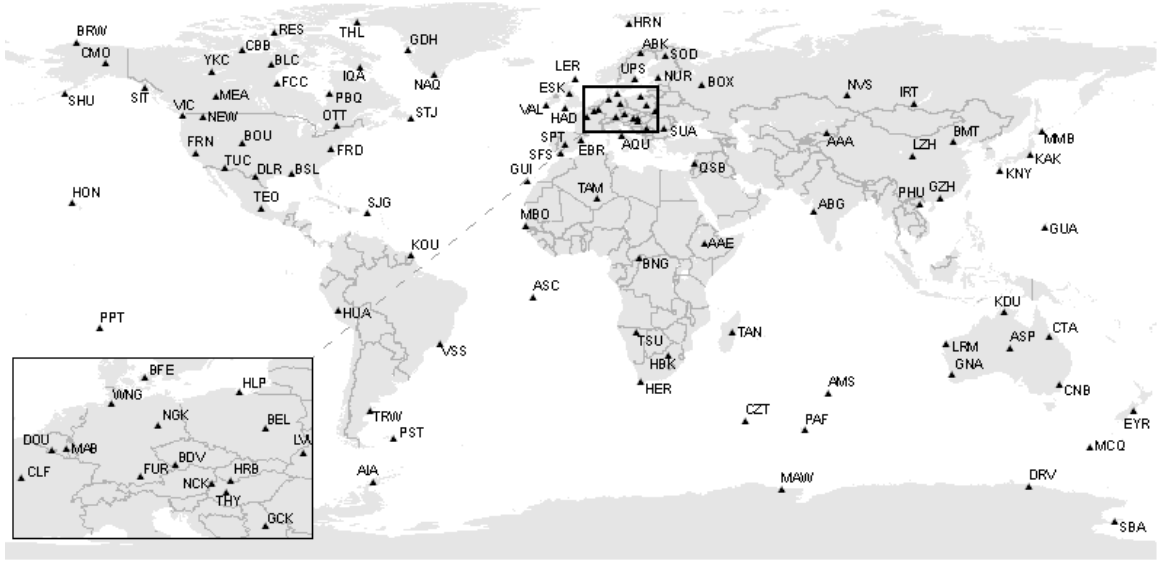 BRW
CMO
SHU
SIT
RES
THL
CBB
BLC
YKC
FCC
IQA
GDH
NAQ
MEA
PBQ
VIC
NEW
OTT
STJ
BOU
FRN
FRD
TUC
DLR
BSL
TEO
HON
SJG
KOU
HUA
PPT
VSS
TRW
PST
AIA
HRN
ABK
SOD
LER
UPS
NUR
BOX
ESK
VAL
HAD
SPT
SFS
EBR
AQU
SUA
GUI
QSB
TAM
MBO
AAE
BNG
ASC
TSU
TAN
HBK
HER
NVS
IRT
AAA
BMT
MMB
LZH
KAK
KNY
PHU
GZH
ABG
GUA
KDU
CTA
LRM
ASP
GNA
CNB
AMS
CZT
PAF
EYR
MCQ
MAW
DRV
SBA
BFE
HLP
WNG
NGK
BEL
DOU
MAB
CLF
BDV
FUR
HRB
NCK
THY
GCK